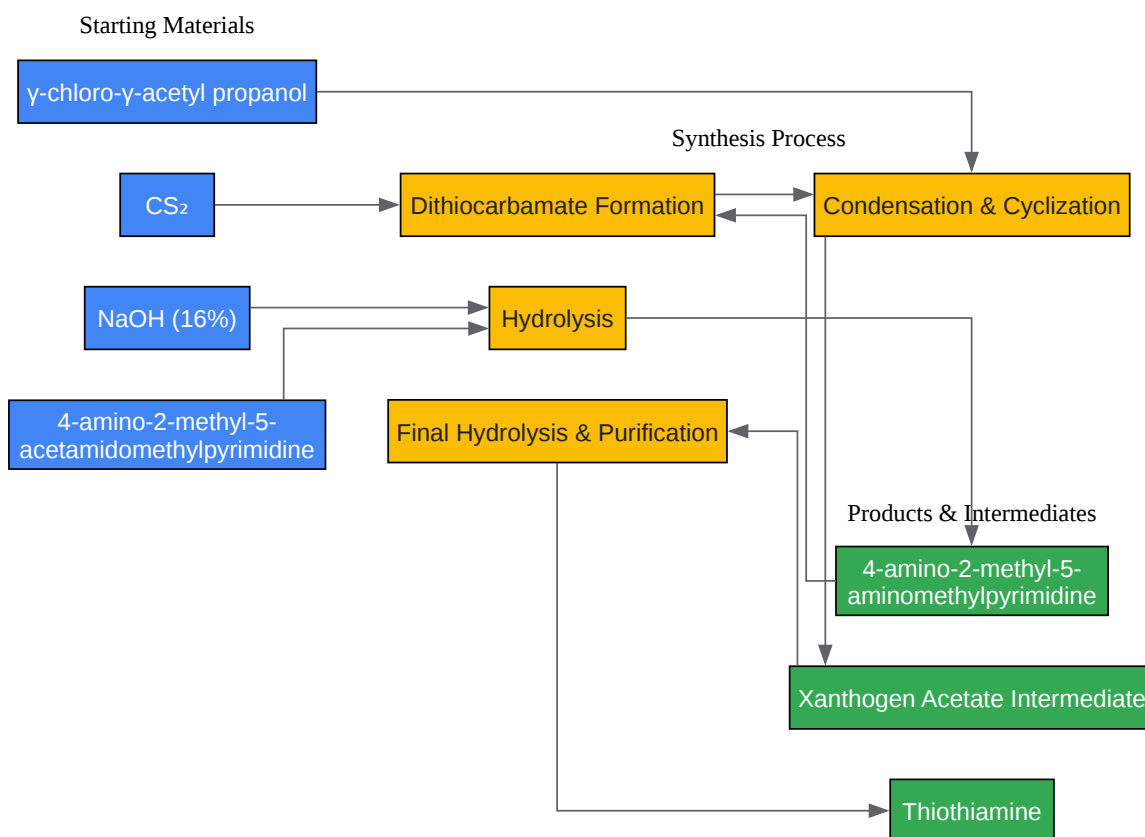 Starting Materials
γ-chloro-γ-acetyl propanol
Synthesis Process
CS₂
Dithiocarbamate Formation
Condensation & Cyclization
NaOH (16%)
Hydrolysis
4-amino-2-methyl-5-
acetamidomethylpyrimidine
Final Hydrolysis & Purification
Products & Intermediates
4-amino-2-methyl-5-
aminomethylpyrimidine
Xanthogen Acetate Intermediate
Thiothiamine